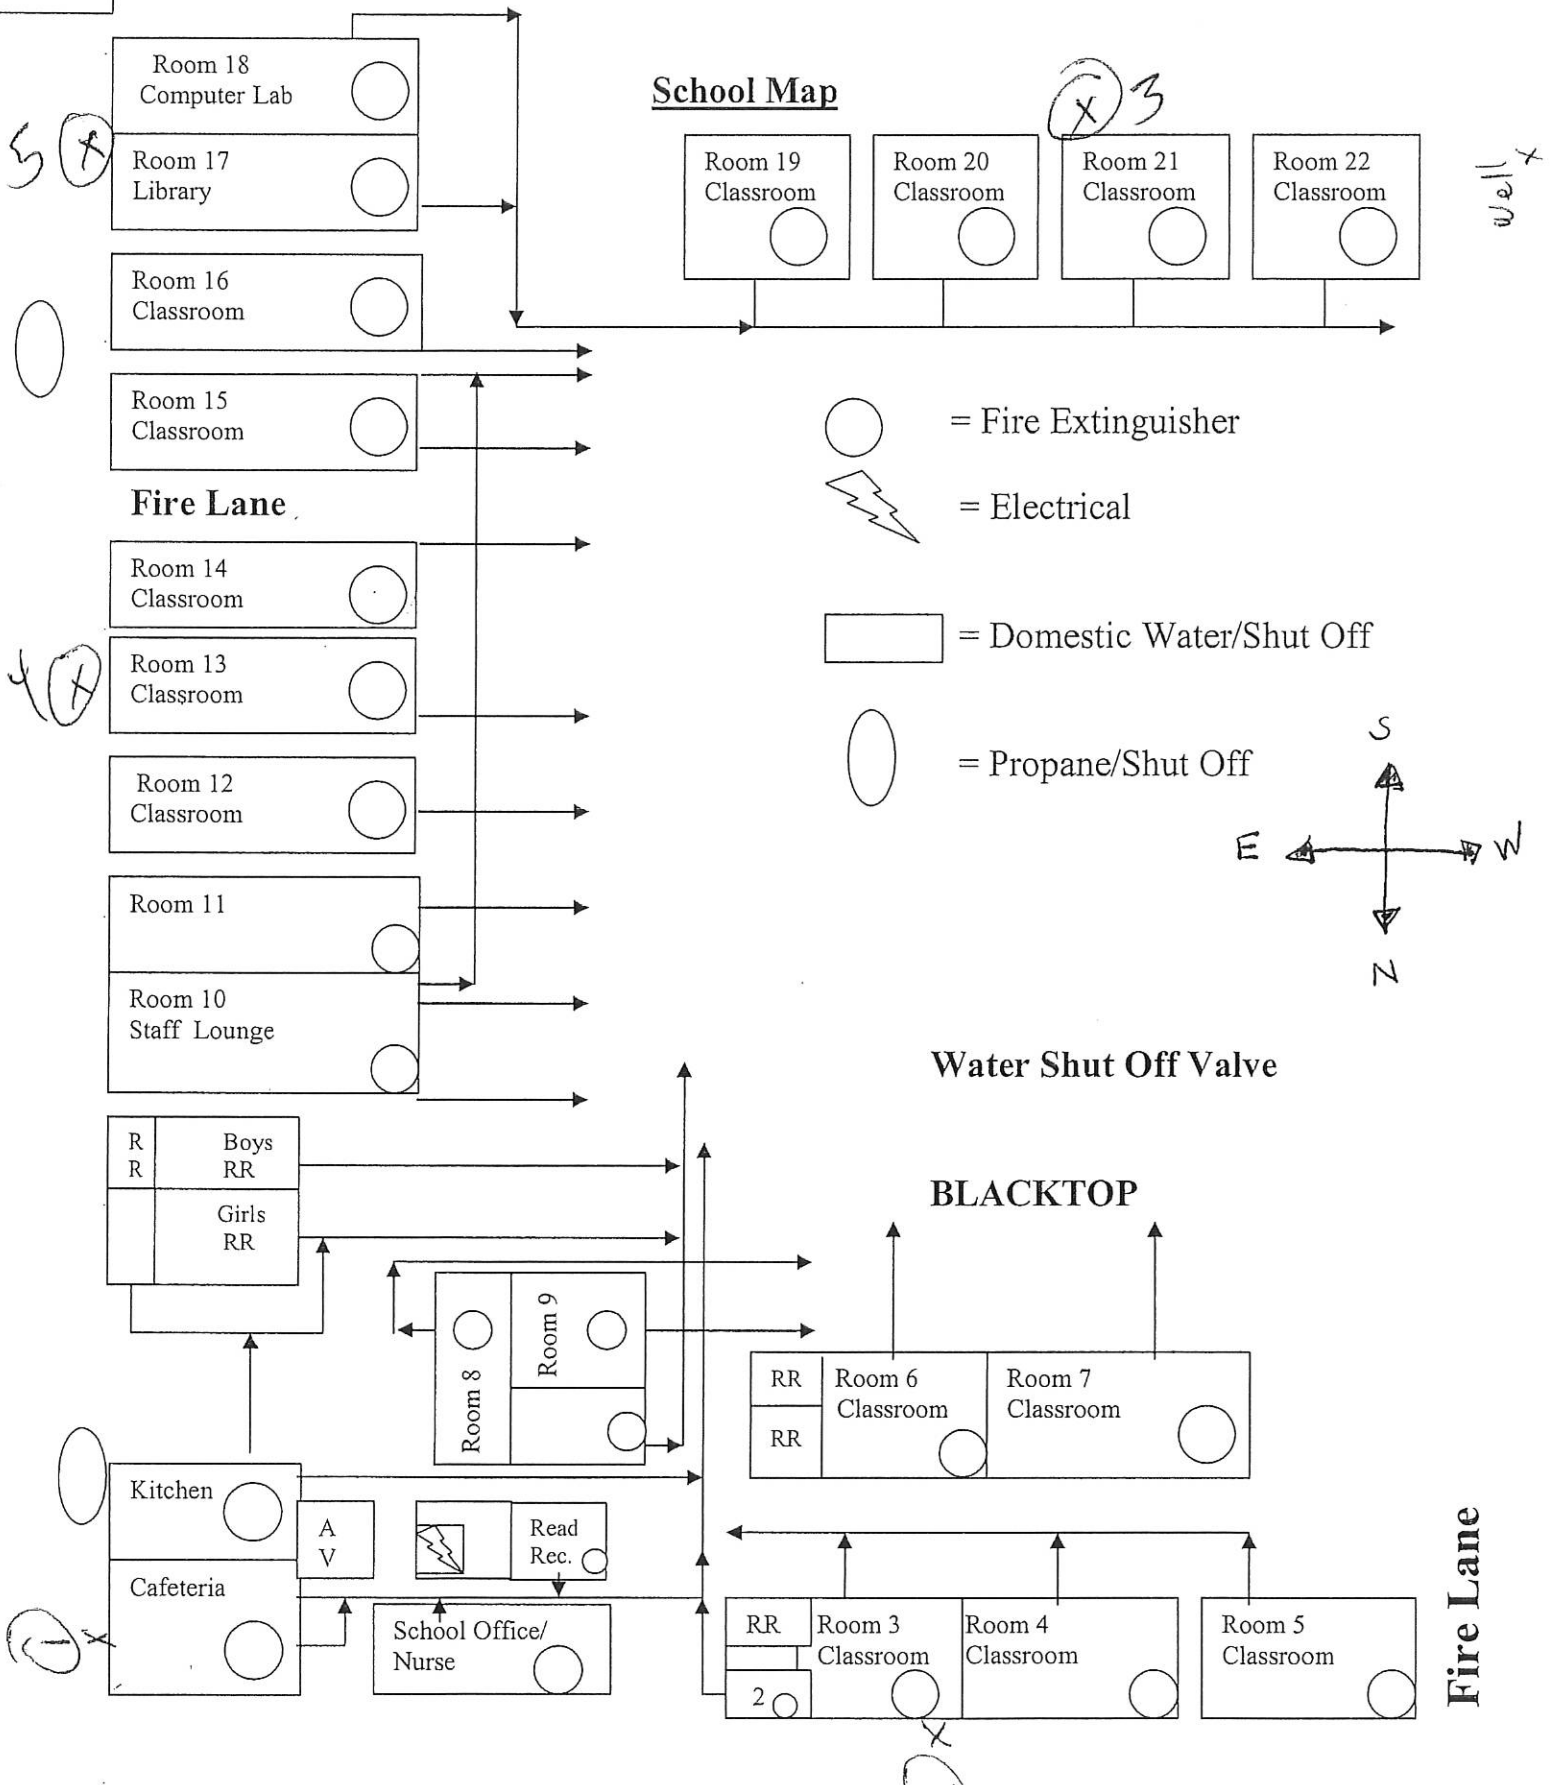 School Map
Room 18
Computer Lab
Room 17
Library
5 X
X 3
Room 19
Classroom
Room 20
Classroom
Room 21
Classroom
Room 22
Classroom
well x
Room 16
Classroom
Room 15
Classroom
= Fire Extinguisher
= Electrical
= Domestic Water/Shut Off
= Propane/Shut Off
Fire Lane
Room 14
Classroom
Room 13
Classroom
4 X
Room 12
Classroom
S
E
W
N
Room 11
Room 10
Staff Lounge
Water Shut Off Valve
BLACKTOP
R
R
Boys
RR
Girls
RR
Room 8
Room 9
RR
RR
Room 6
Classroom
Room 7
Classroom
Kitchen
A
V
Read
Rec.
Cafeteria
1 x
School Office/
Nurse
RR
2
Room 3
Classroom
Room 4
Classroom
Room 5
Classroom
Fire Lane
x